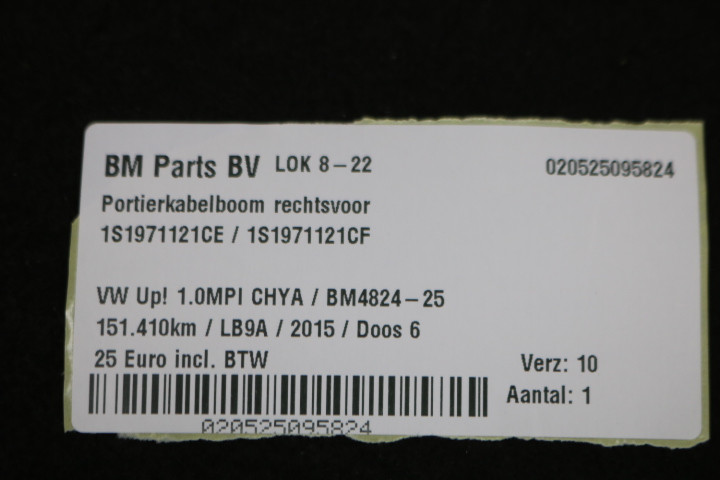 BM Parts BV LOK 8-22 020525095824
Portierkabelboom rechtsvoor
1S1971121CE / 1S1971121CF
VW Up! 1.0MPI CHYA / BM4824-25
151.410km / LB9A / 2015 / Doos 6
25 Euro incl. BTW
Verz: 10
Aantal: 1
020525095824